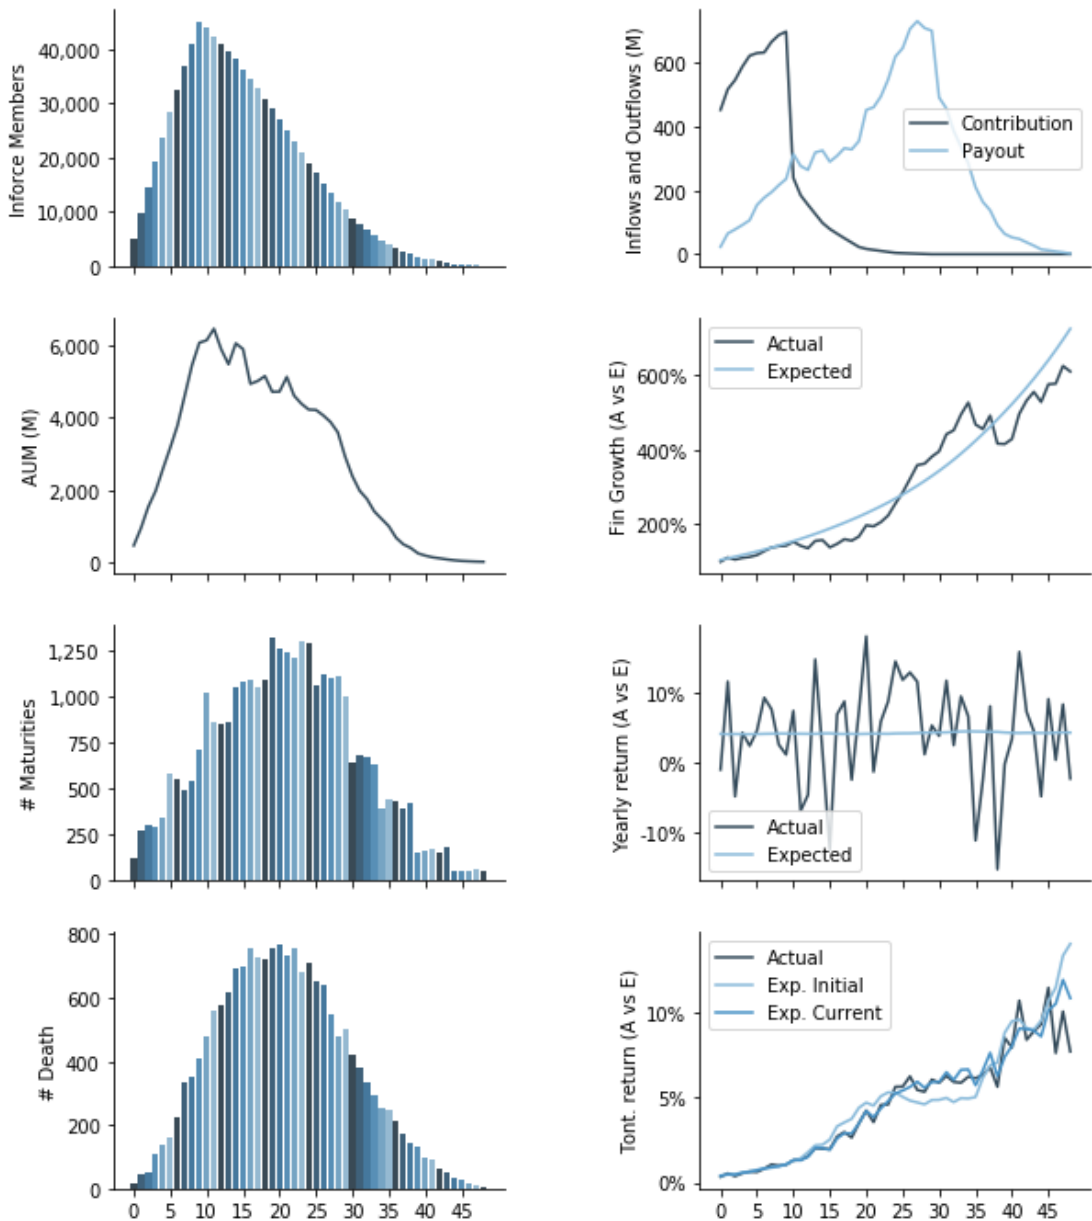 Inforce Members
40,000
30,000
20,000
10,000
0
Inflows and Outflows (M)
600
400
200
0
Contribution
Payout
AUM (M)
6,000
4,000
2,000
0
Fin Growth (A vs E)
600%
400%
200%
Actual
Expected
# Maturities
1,250
1,000
750
500
250
0
Yearly return (A vs E)
10%
0%
-10%
Actual
Expected
# Death
800
600
400
200
0
0 5 10 15 20 25 30 35 40 45
Tont. return (A vs E)
10%
5%
0%
Actual
Exp. Initial
Exp. Current
0 5 10 15 20 25 30 35 40 45